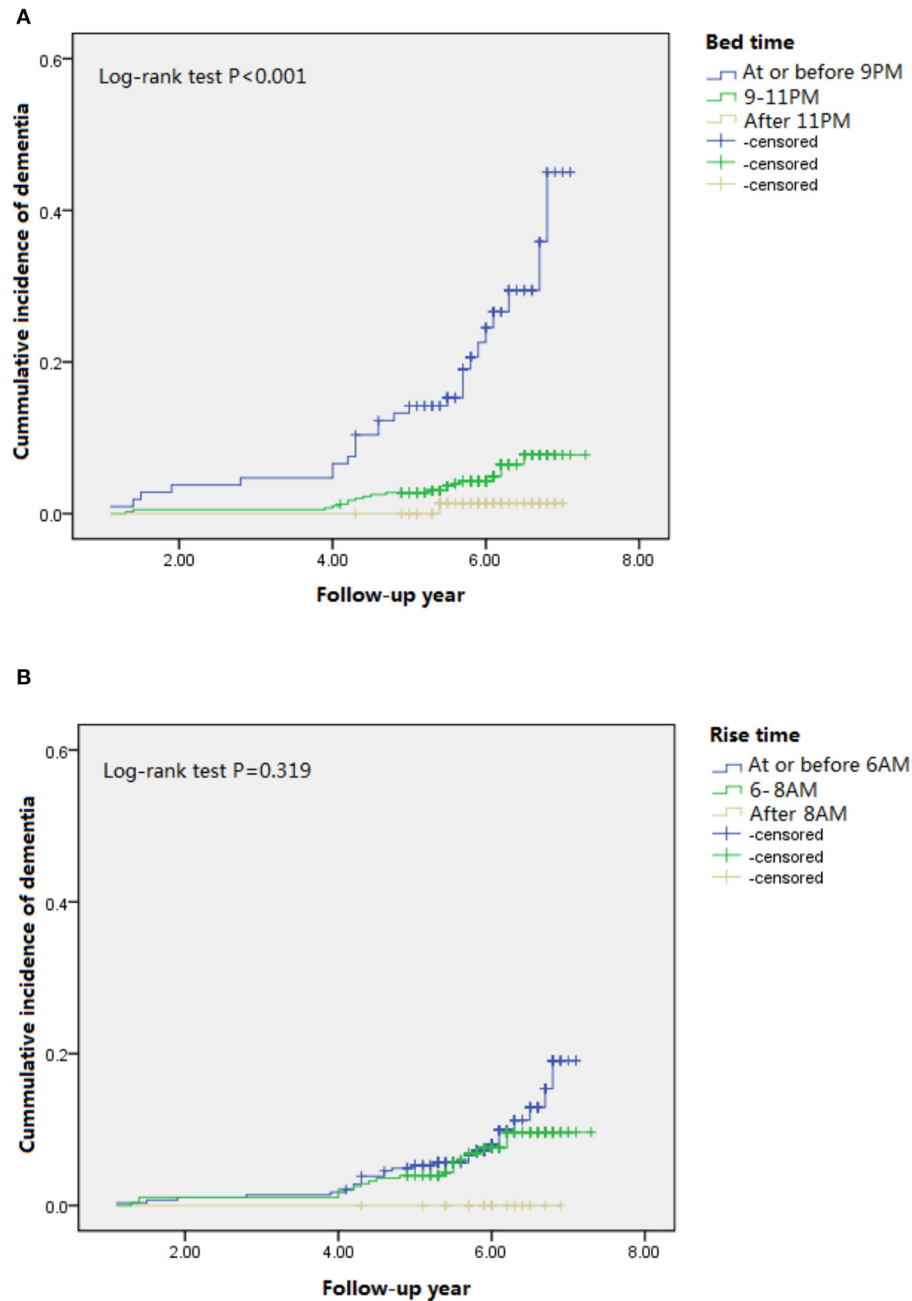 A
Log-rank test P<0.001
Bed time
At or before 9PM
9-11PM
After 11PM
-censored
-censored
-censored
Cummulative incidence of dementia
0.6
0.4
0.2
0.0
2.00 4.00 6.00 8.00
Follow-up year
B
Log-rank test P=0.319
Rise time
At or before 6AM
6-8AM
After 8AM
-censored
-censored
-censored
Cummulative incidence of dementia
0.6
0.4
0.2
0.0
2.00 4.00 6.00 8.00
Follow-up year